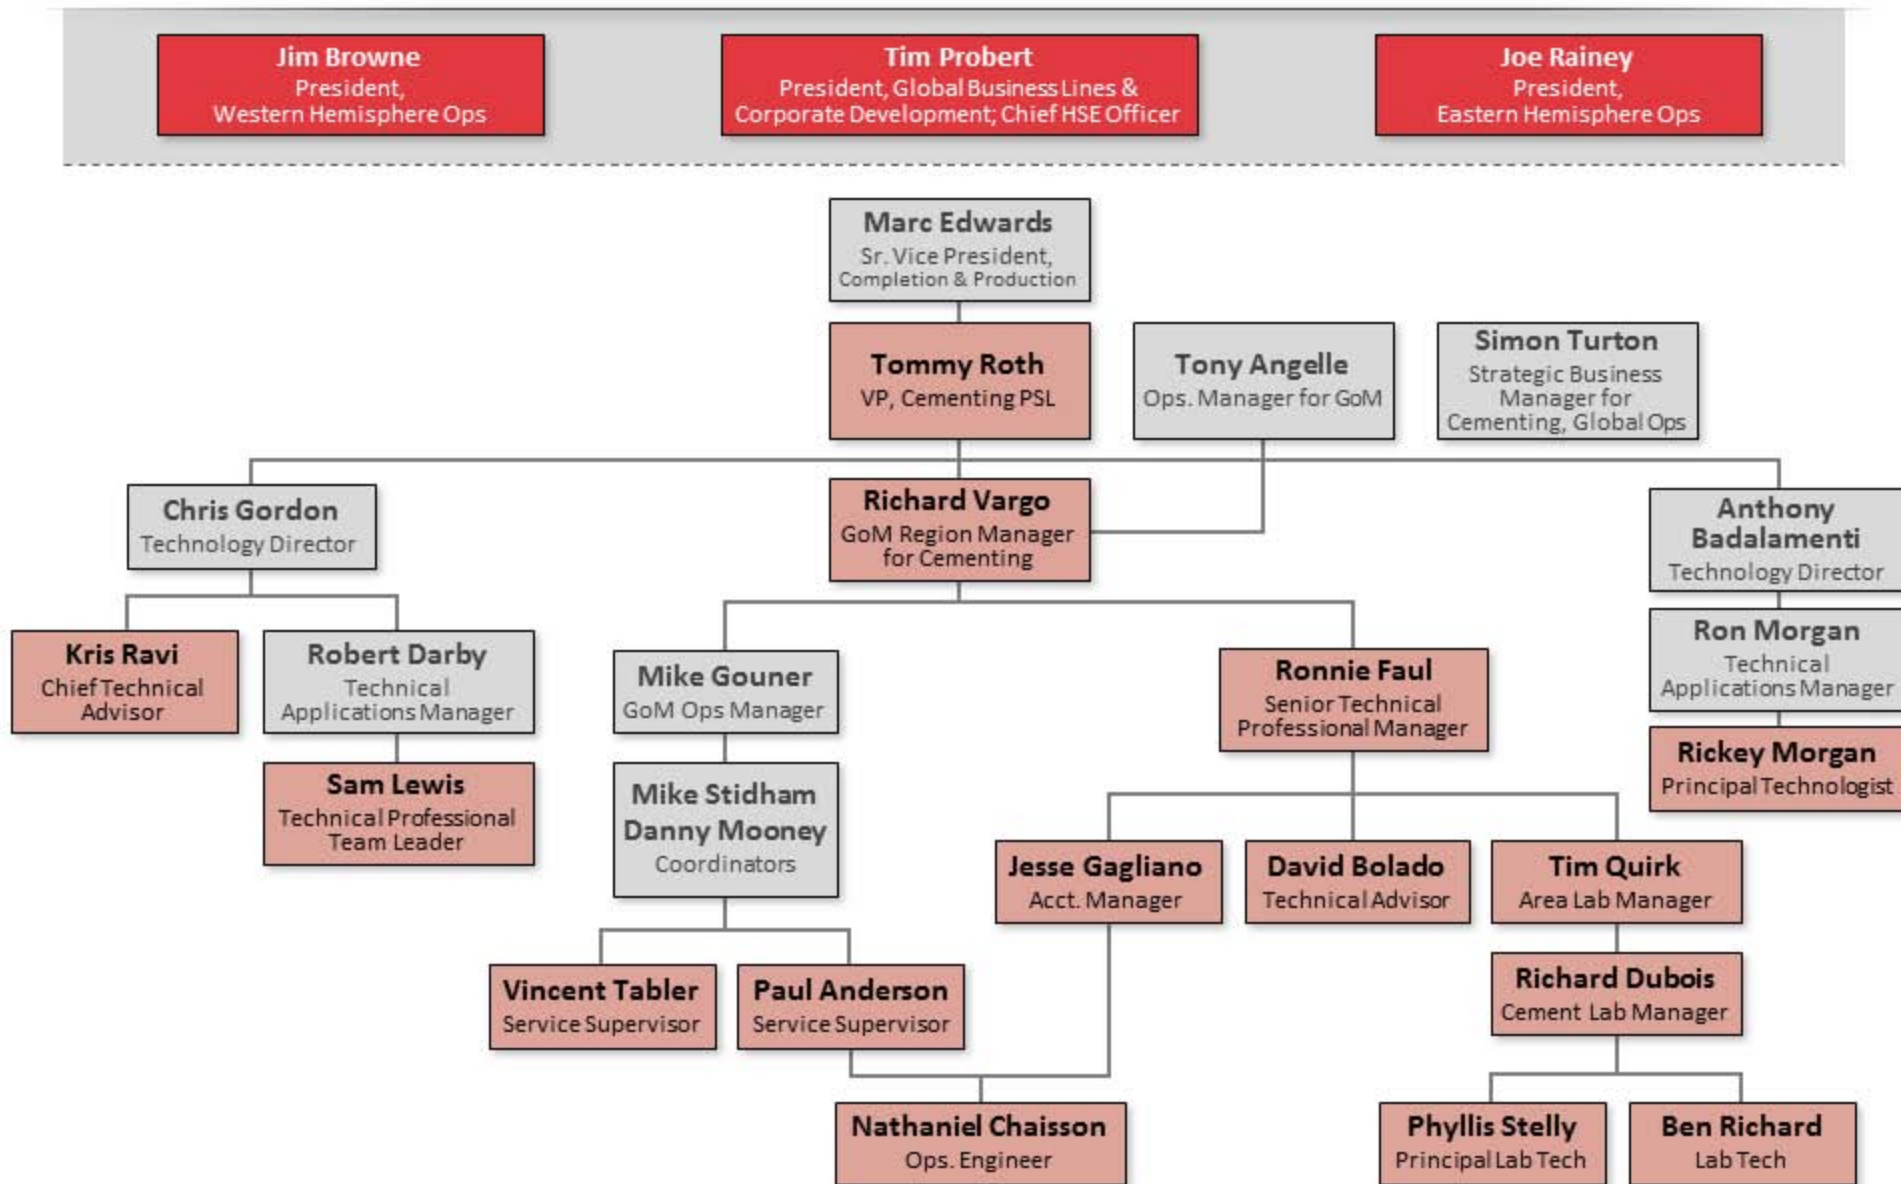 Jim Browne
President,
Western Hemisphere Ops
Tim Probert
President, Global Business Lines &
Corporate Development; Chief HSE Officer
Joe Rainey
President,
Eastern Hemisphere Ops
Marc Edwards
Sr. Vice President,
Completion & Production
Tommy Roth
VP, Cementing PSL
Tony Angelle
Ops. Manager for GoM
Simon Turton
Strategic Business
Manager for
Cementing, Global Ops
Chris Gordon
Technology Director
Richard Vargo
GoM Region Manager
for Cementing
Anthony
Badalamenti
Technology Director
Kris Ravi
Chief Technical
Advisor
Robert Darby
Technical
Applications Manager
Mike Gouner
GoM Ops Manager
Ronnie Faul
Senior Technical
Professional Manager
Ron Morgan
Technical
Applications Manager
Rickey Morgan
Principal Technologist
Sam Lewis
Technical Professional
Team Leader
Mike Stidham
Danny Mooney
Coordinators
Jesse Gagliano
Acct. Manager
David Bolado
Technical Advisor
Tim Quirk
Area Lab Manager
Vincent Tabler
Service Supervisor
Paul Anderson
Service Supervisor
Richard Dubois
Cement Lab Manager
Nathaniel Chaisson
Ops. Engineer
Phyllis Stelly
Principal Lab Tech
Ben Richard
Lab Tech